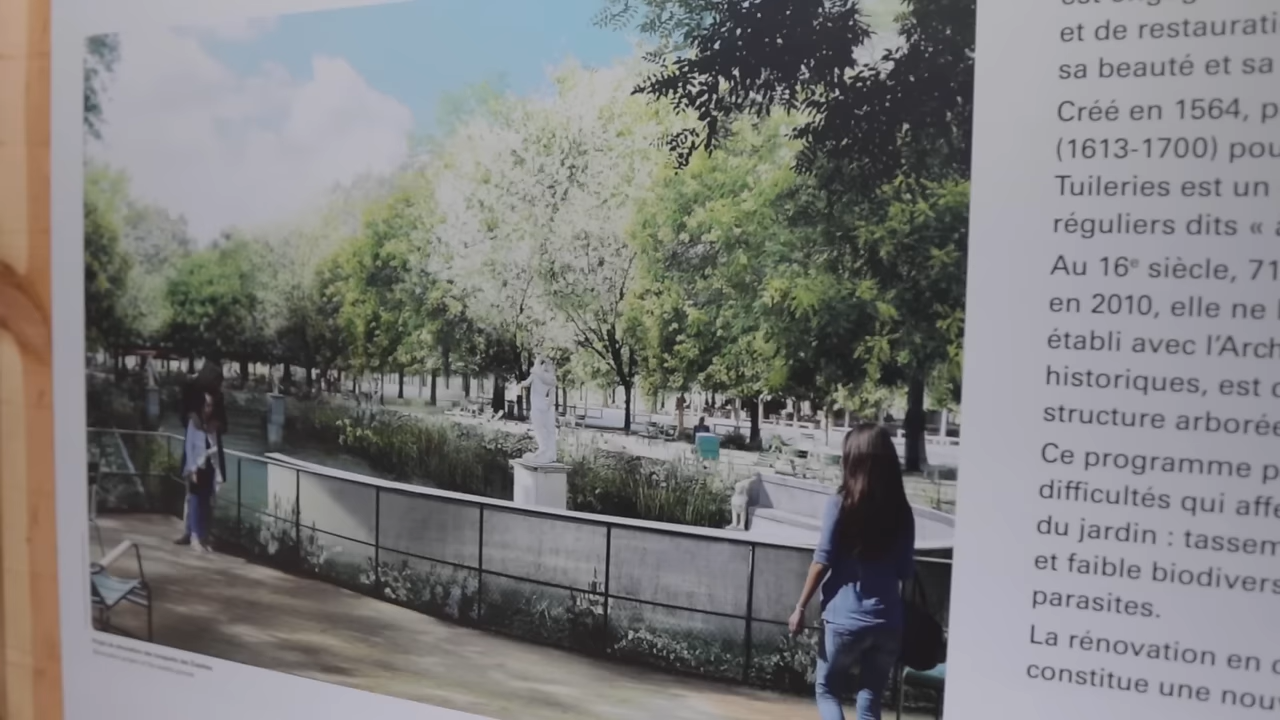 et de restaurati
sa beauté et sa
Créé en 1564, p
(1613-1700) pou
Tuileries est un
réguliers dits «
Au 16e siècle, 71
en 2010, elle ne
établi avec l'Arch
historiques, est
structure arborée
Ce programme p
difficultés qui affe
du jardin : tassem
et faible biodivers
parasites.
La rénovation en
constitue une nou